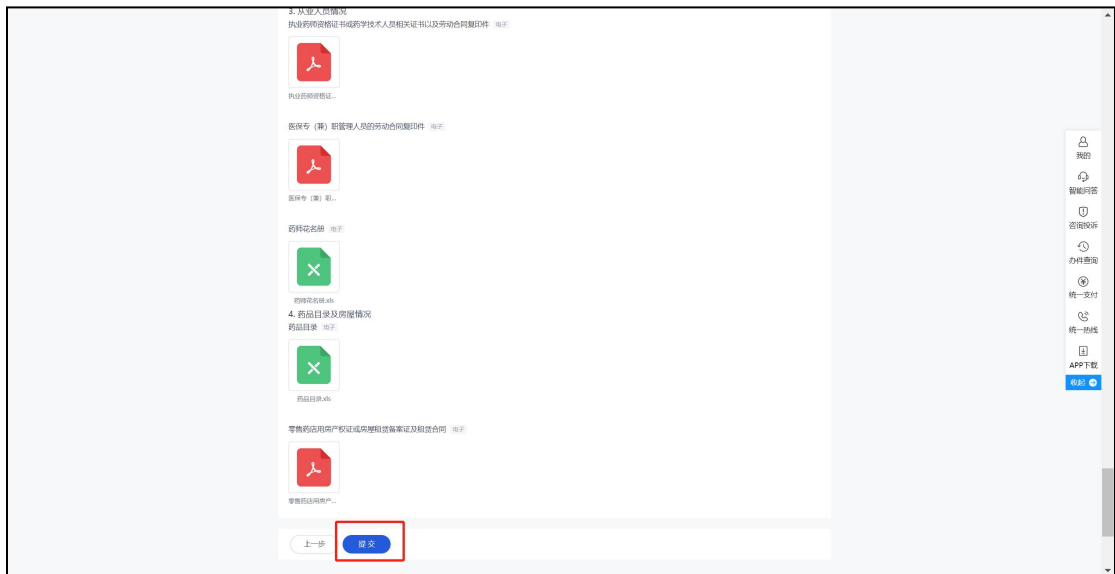 3. 从业人员情况
执业药师资格证书或药学技术人员相关证书以及劳动合同复印件 电子
执业药师资格证...
医保专（兼）职管理人员的劳动合同复印件 电子
医保专（兼）职...
药师花名册 电子
药师花名册.xls
4. 药品目录及房屋情况
药品目录 电子
药品目录.xls
零售药店用房产权证或房屋租赁备案证及租赁合同 电子
零售药店用房产...
上一步 提交
我的
智能问答
咨询投诉
办件查询
统一支付
统一热线
APP下载
收起